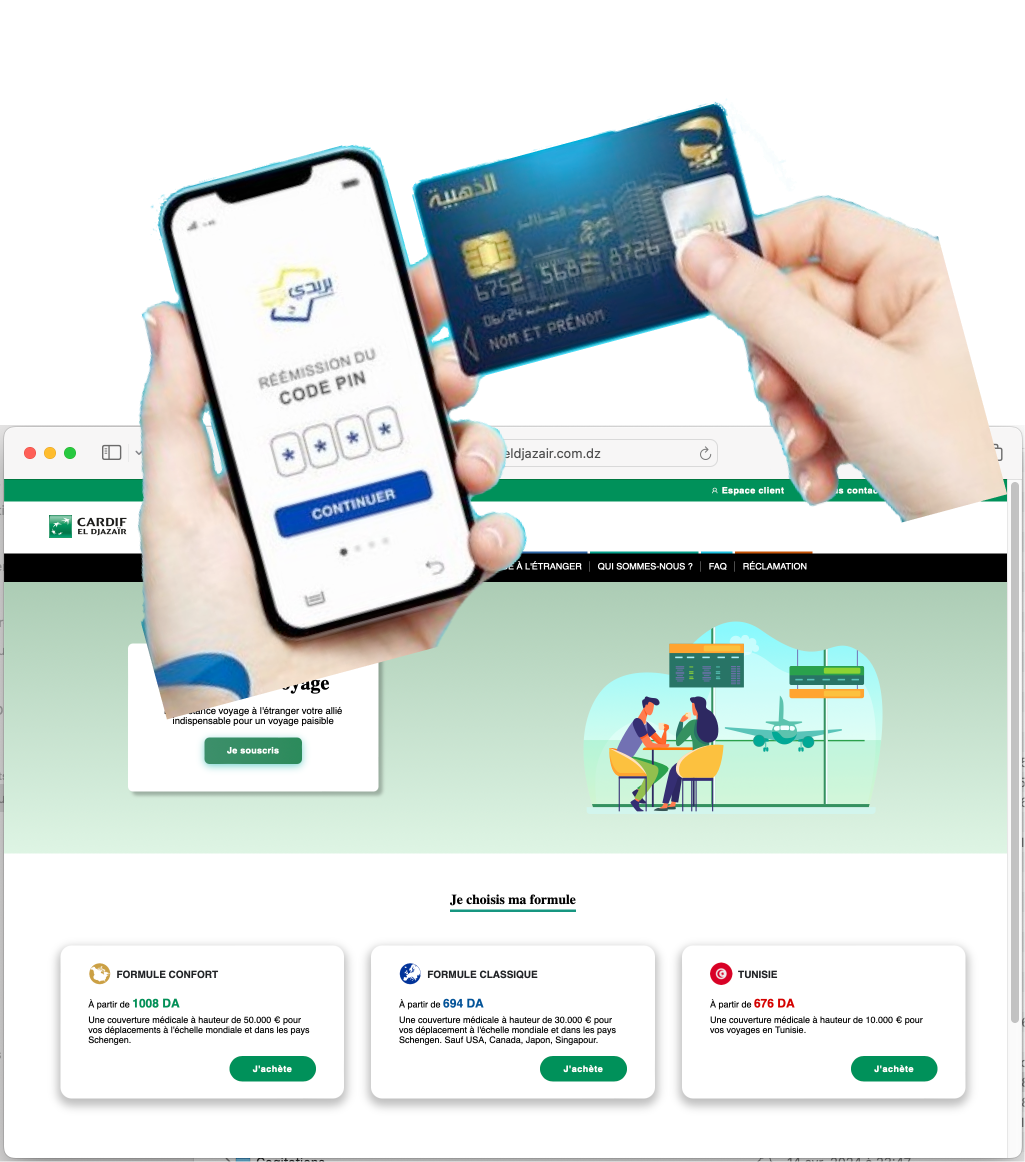 الذهبية
بريد الجزائر
6752 5682 8726
06/24
NOM ET PRÉNOM
بريدي
RÉÉMISSION DU
CODE PIN
* * * *
CONTINUER
eldjazair.com.dz
Espace client
CARDIF
EL DJAZAÏR
À L'ÉTRANGER
QUI SOMMES-NOUS ?
FAQ
RÉCLAMATION
voyage à l'étranger votre allié
indispensable pour un voyage paisible
Je souscris
Je choisis ma formule
FORMULE CONFORT
À partir de 1008 DA
Une couverture médicale à hauteur de 50.000 € pour
vos déplacements à l'échelle mondiale et dans les pays
Schengen.
J'achète
FORMULE CLASSIQUE
À partir de 694 DA
Une couverture médicale à hauteur de 30.000 € pour
vos déplacement à l'échelle mondiale et dans les pays
Schengen. Sauf USA, Canada, Japon, Singapour.
J'achète
TUNISIE
À partir de 676 DA
Une couverture médicale à hauteur de 10.000 € pour
vos voyages en Tunisie.
J'achète